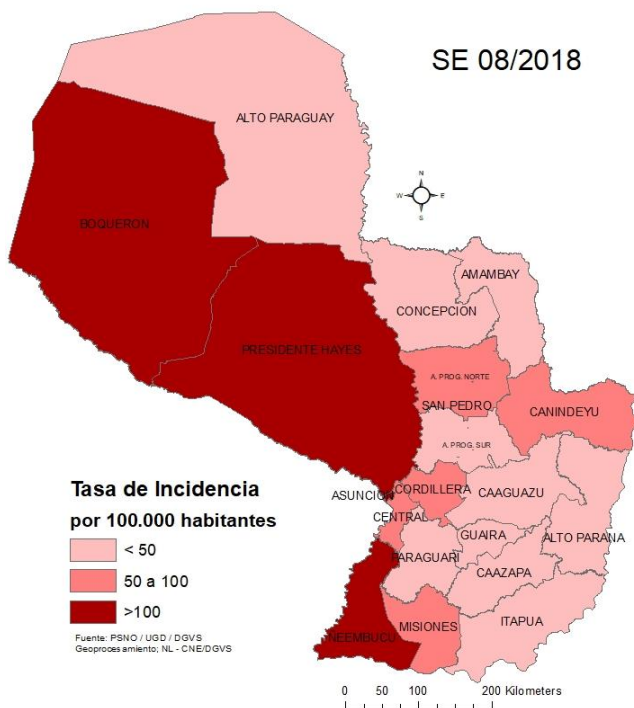 SE 08/2018
ALTO PARAGUAY
N
W E
S
BOQUERON
AMAMBAY
CONCEPCION
PRESIDENTE HAYES
A. PROG. NORTE
SAN PEDRO
CANINDEYU
A. PROG. SUR
Tasa de Incidencia
por 100.000 habitantes
< 50
50 a 100
>100
Fuente: PSNO / UGD / DGVS
Geoprocesamiento; NL - CNE/DGVS
ASUNCION
CORDILLERA
CAAGUAZU
CENTRAL
GUAIRA
ALTO PARANA
PARAGUARI
CAAZAPA
ÑEEMBUCU
MISIONES
ITAPUA
0 50 100 200 Kilometers